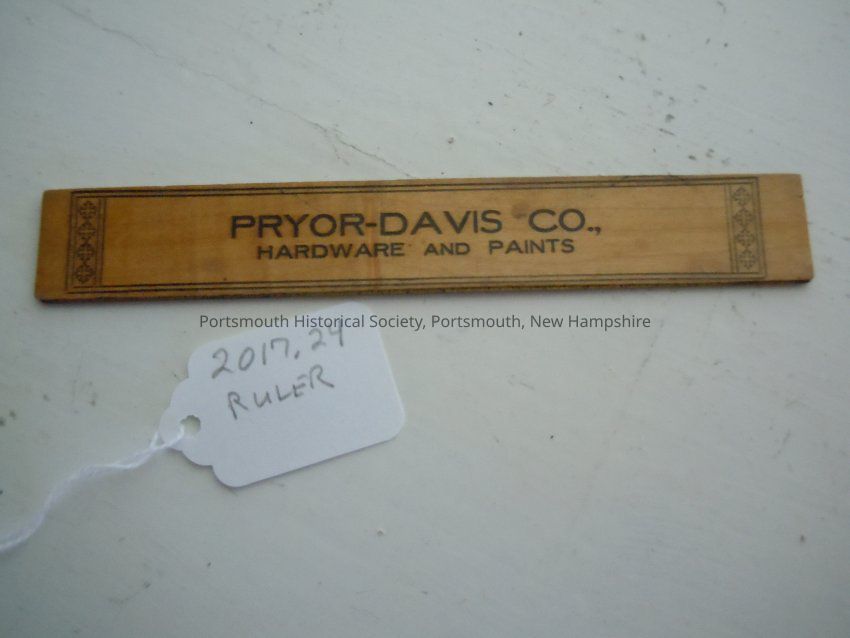 PRYOR-DAVIS CO.,
HARDWARE AND PAINTS
Portsmouth Historical Society, Portsmouth, New Hampshire
2017.29
RULER